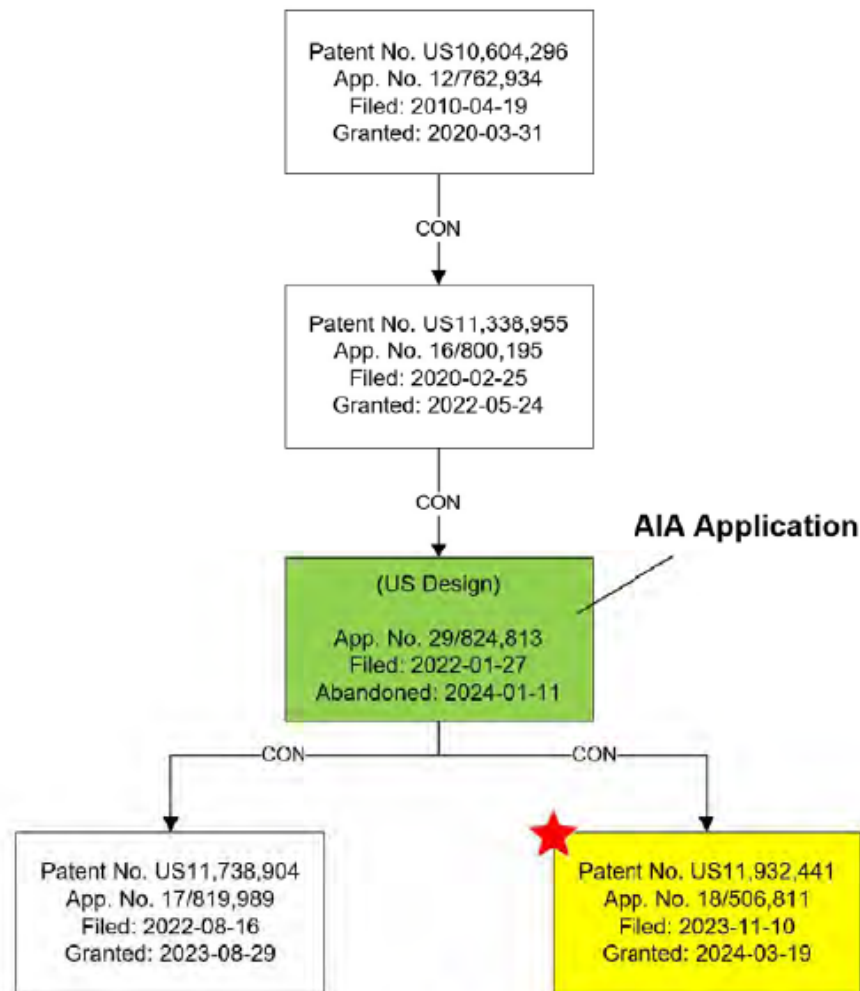 Patent No. US10,604,296
App. No. 12/762,934
Filed: 2010-04-19
Granted: 2020-03-31
CON
Patent No. US11,338,955
App. No. 16/800,195
Filed: 2020-02-25
Granted: 2022-05-24
CON
AIA Application
(US Design)
App. No. 29/824,813
Filed: 2022-01-27
Abandoned: 2024-01-11
CON
CON
Patent No. US11,738,904
App. No. 17/819,989
Filed: 2022-08-16
Granted: 2023-08-29
Patent No. US11,932,441
App. No. 18/506,811
Filed: 2023-11-10
Granted: 2024-03-19